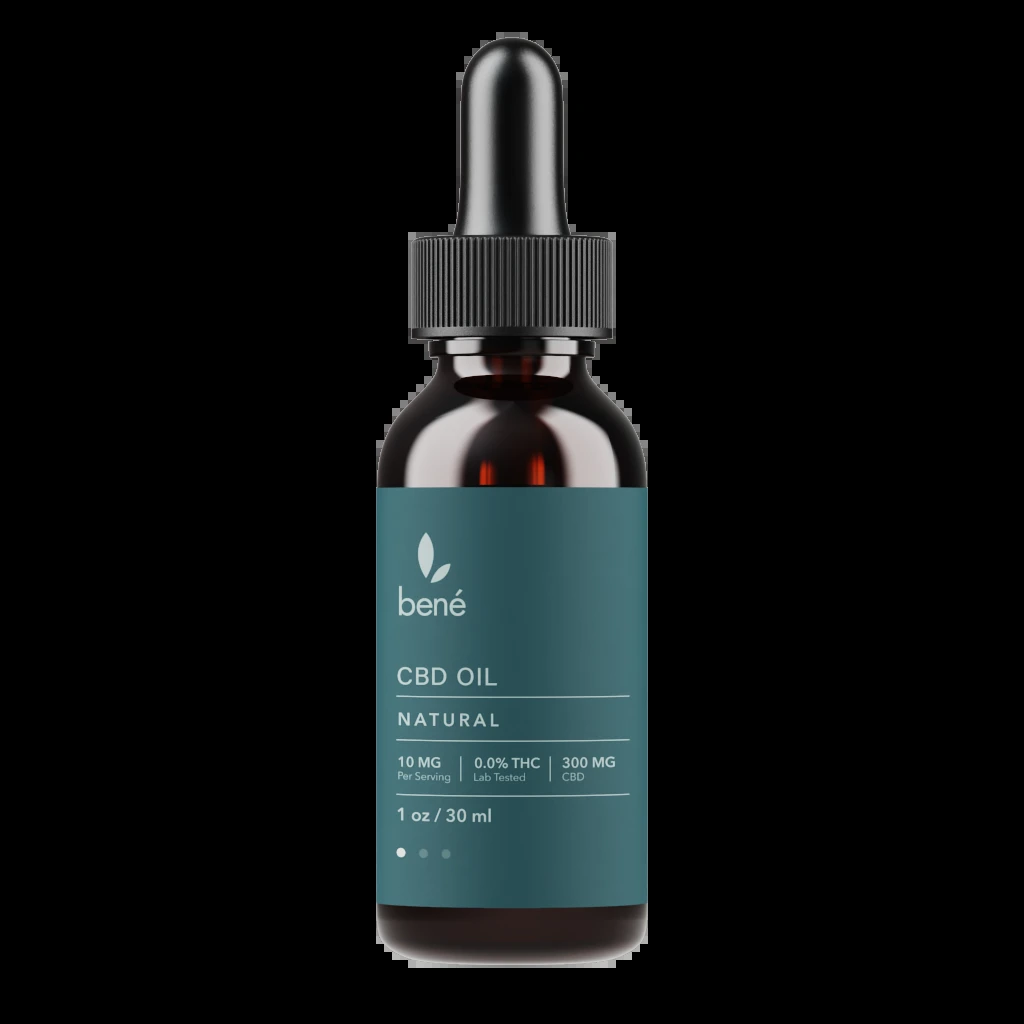 bené
CBD OIL
NATURAL
10 MG 0.0% THC 300 MG
Per Serving Lab Tested CBD
1 oz / 30 ml